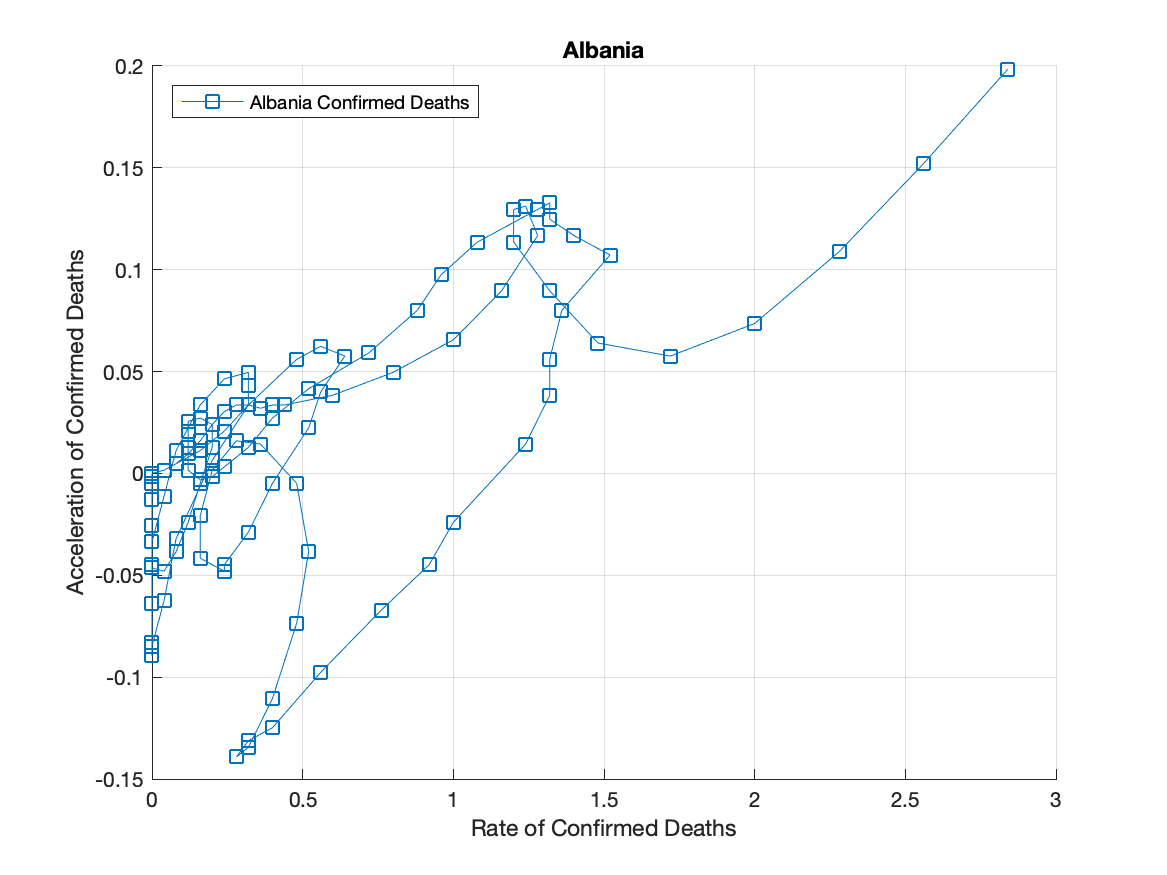 Albania
0.2
Albania Confirmed Deaths
0.15
0.1
Acceleration of Confirmed Deaths
0.05
0
-0.05
-0.1
-0.15
0 0.5 1 1.5 2 2.5 3
Rate of Confirmed Deaths